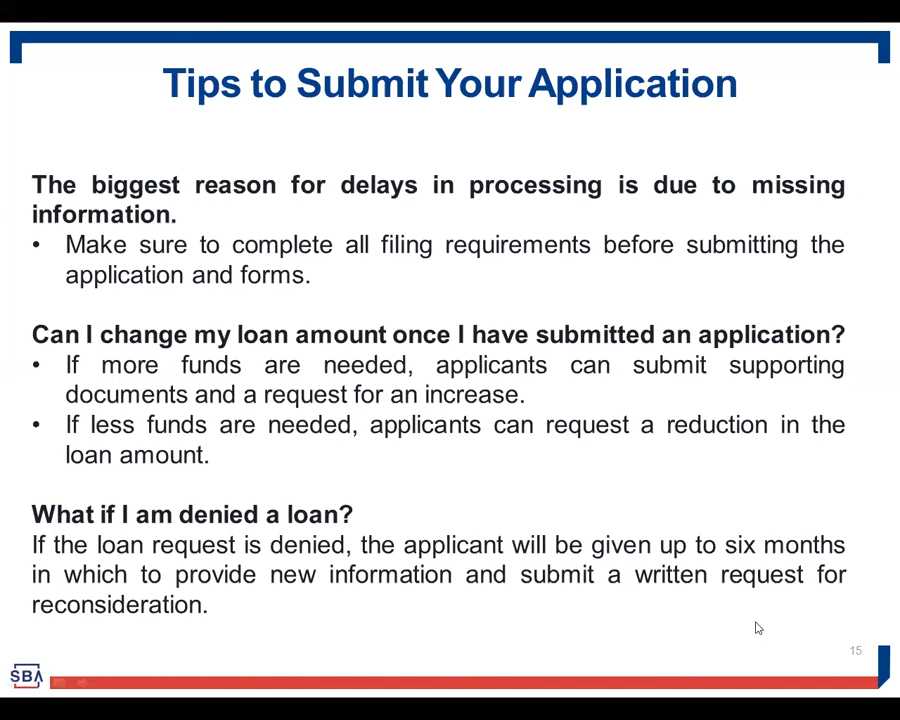 Tips to Submit Your Application
The biggest reason for delays in processing is due to missing
information.
• Make sure to complete all filing requirements before submitting the
application and forms.
Can I change my loan amount once I have submitted an application?
• If more funds are needed, applicants can submit supporting
documents and a request for an increase.
• If less funds are needed, applicants can request a reduction in the
loan amount.
What if I am denied a loan?
If the loan request is denied, the applicant will be given up to six months
in which to provide new information and submit a written request for
reconsideration.
15
SBA